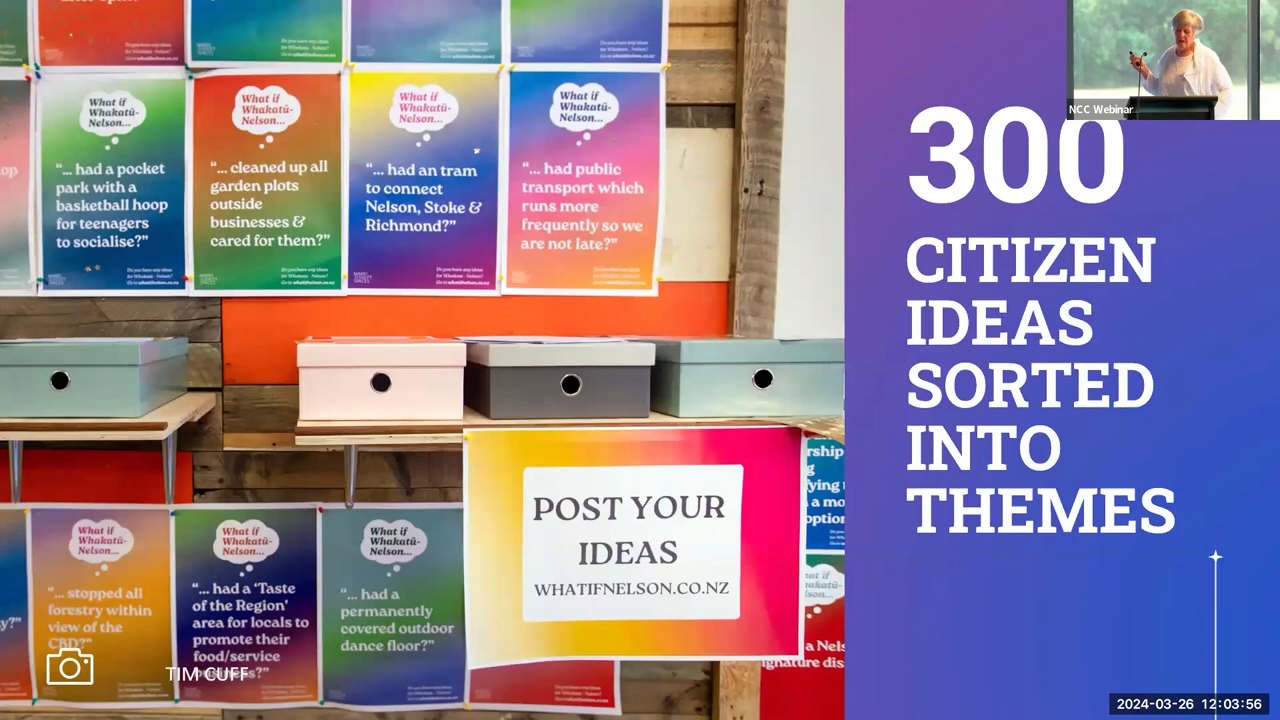 What if
Whakatū-
Nelson...
"... had a pocket
park with a
basketball hoop
for teenagers
to socialise?"
What if
Whakatū-
Nelson...
"... cleaned up all
garden plots
outside
businesses &
cared for them?"
What if
Whakatū-
Nelson...
"... had an tram
to connect
Nelson, Stoke &
Richmond?"
What if
Whakatū-
Nelson...
"... had public
transport which
runs more
frequently so we
are not late?"
POST YOUR
IDEAS
WHATIFNELSON.CO.NZ
What if
Whakatū-
Nelson...
"... stopped all
forestry within
view of the
CBD?"
What if
Whakatū-
Nelson...
"... had a 'Taste
of the Region'
area for locals to
promote their
food/service
What if
Whakatū-
Nelson...
"... had a
permanently
covered outdoor
dance floor?"
TIM CUFF
NCC Webinar
300
CITIZEN
IDEAS
SORTED
INTO
THEMES
2024-03-26 12:03:56